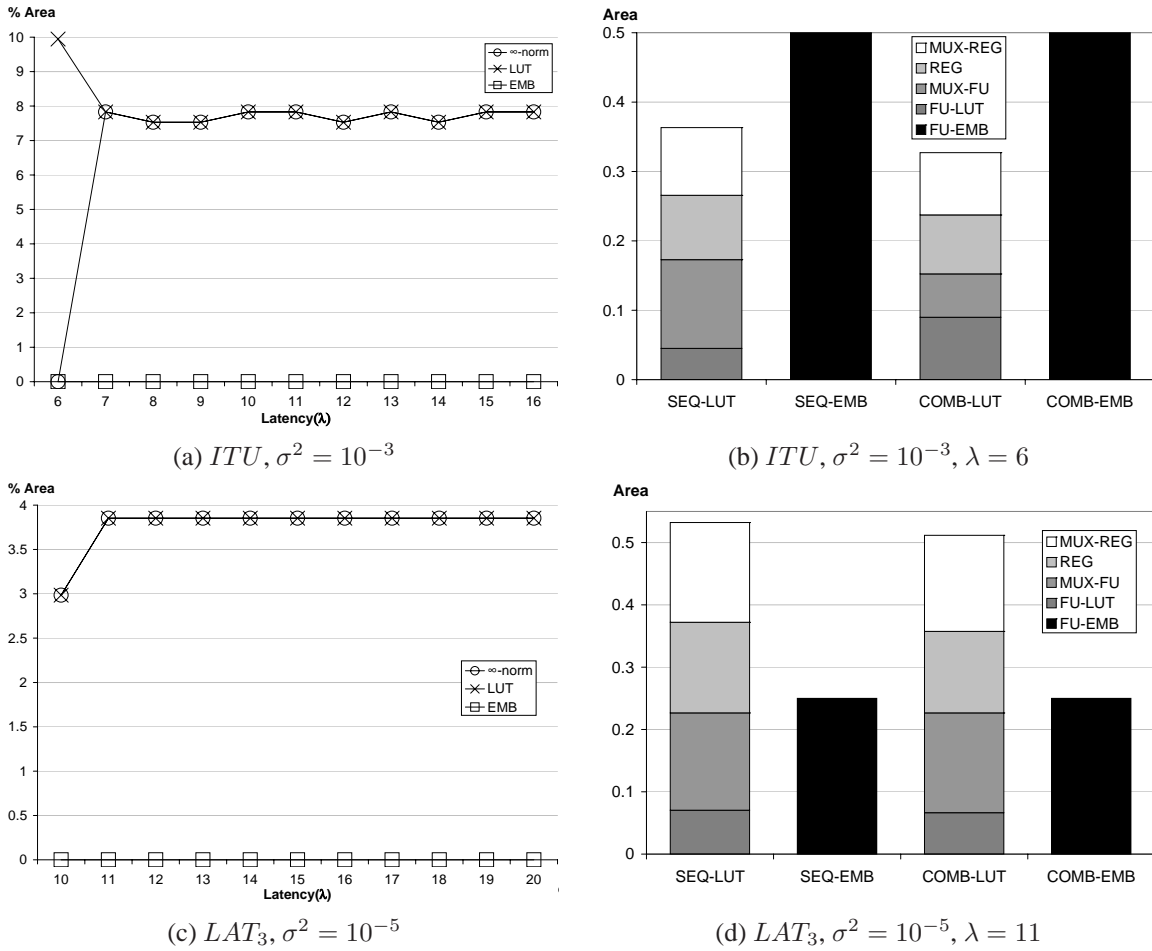 % Area
10
9
8
7
6
5
4
3
2
1
0
∞-norm
LUT
EMB
6 7 8 9 10 11 12 13 14 15 16
Latency(λ)
(a) ITU, σ² = 10⁻³
Area
0.5
0.4
0.3
0.2
0.1
0
MUX-REG
REG
MUX-FU
FU-LUT
FU-EMB
SEQ-LUT SEQ-EMB COMB-LUT COMB-EMB
(b) ITU, σ² = 10⁻³, λ = 6
% Area
4
3.5
3
2.5
2
1.5
1
0.5
0
∞-norm
LUT
EMB
10 11 12 13 14 15 16 17 18 19 20
Latency(λ)
(c) LAT₃, σ² = 10⁻⁵
Area
0.5
0.4
0.3
0.2
0.1
0
MUX-REG
REG
MUX-FU
FU-LUT
FU-EMB
SEQ-LUT SEQ-EMB COMB-LUT COMB-EMB
(d) LAT₃, σ² = 10⁻⁵, λ = 11